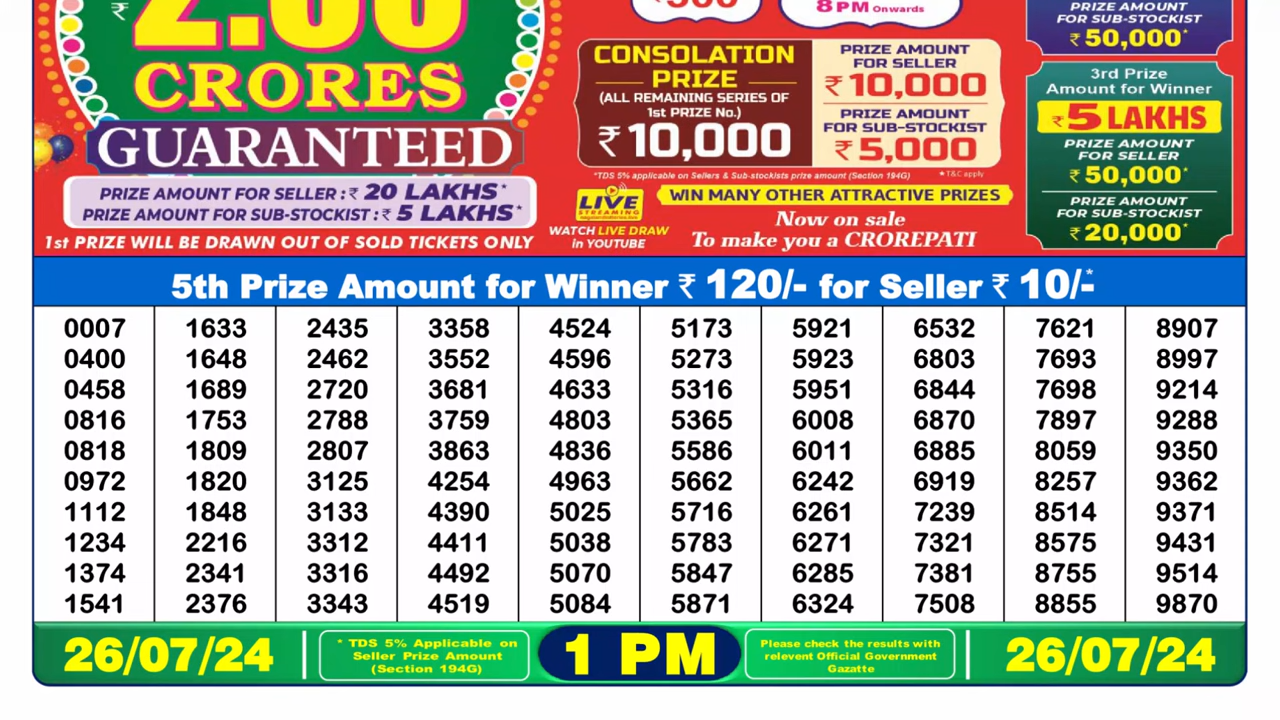 ₹ 2.00
CRORES
GUARANTEED
PRIZE AMOUNT FOR SELLER : ₹ 20 LAKHS*
PRIZE AMOUNT FOR SUB-STOCKIST : ₹ 5 LAKHS*
1st PRIZE WILL BE DRAWN OUT OF SOLD TICKETS ONLY
8 PM Onwards
CONSOLATION
PRIZE
(ALL REMAINING SERIES OF
1st PRIZE No.)
₹ 10,000
PRIZE AMOUNT
FOR SELLER
₹ 10,000
PRIZE AMOUNT
FOR SUB-STOCKIST
₹ 5,000
*TDS 5% applicable on Sellers & Sub-stockists prize amount (Section 194G)
★T&C apply
LIVE
STREAMING
WATCH LIVE DRAW
in YOUTUBE
WIN MANY OTHER ATTRACTIVE PRIZES
Now on sale
To make you a CROREPATI
PRIZE AMOUNT
FOR SUB-STOCKIST
₹ 50,000*
3rd Prize
Amount for Winner
₹ 5 LAKHS
PRIZE AMOUNT
FOR SELLER
₹ 50,000*
PRIZE AMOUNT
FOR SUB-STOCKIST
₹ 20,000*
5th Prize Amount for Winner ₹ 120/- for Seller ₹ 10/-*
0007 1633 2435 3358 4524 5173 5921 6532 7621 8907
0400 1648 2462 3552 4596 5273 5923 6803 7693 8997
0458 1689 2720 3681 4633 5316 5951 6844 7698 9214
0816 1753 2788 3759 4803 5365 6008 6870 7897 9288
0818 1809 2807 3863 4836 5586 6011 6885 8059 9350
0972 1820 3125 4254 4963 5662 6242 6919 8257 9362
1112 1848 3133 4390 5025 5716 6261 7239 8514 9371
1234 2216 3312 4411 5038 5783 6271 7321 8575 9431
1374 2341 3316 4492 5070 5847 6285 7381 8755 9514
1541 2376 3343 4519 5084 5871 6324 7508 8855 9870
26/07/24
* TDS 5% Applicable on
Seller Prize Amount
(Section 194G)
1 PM
Please check the results with
relevent Official Government
Gazatte
26/07/24